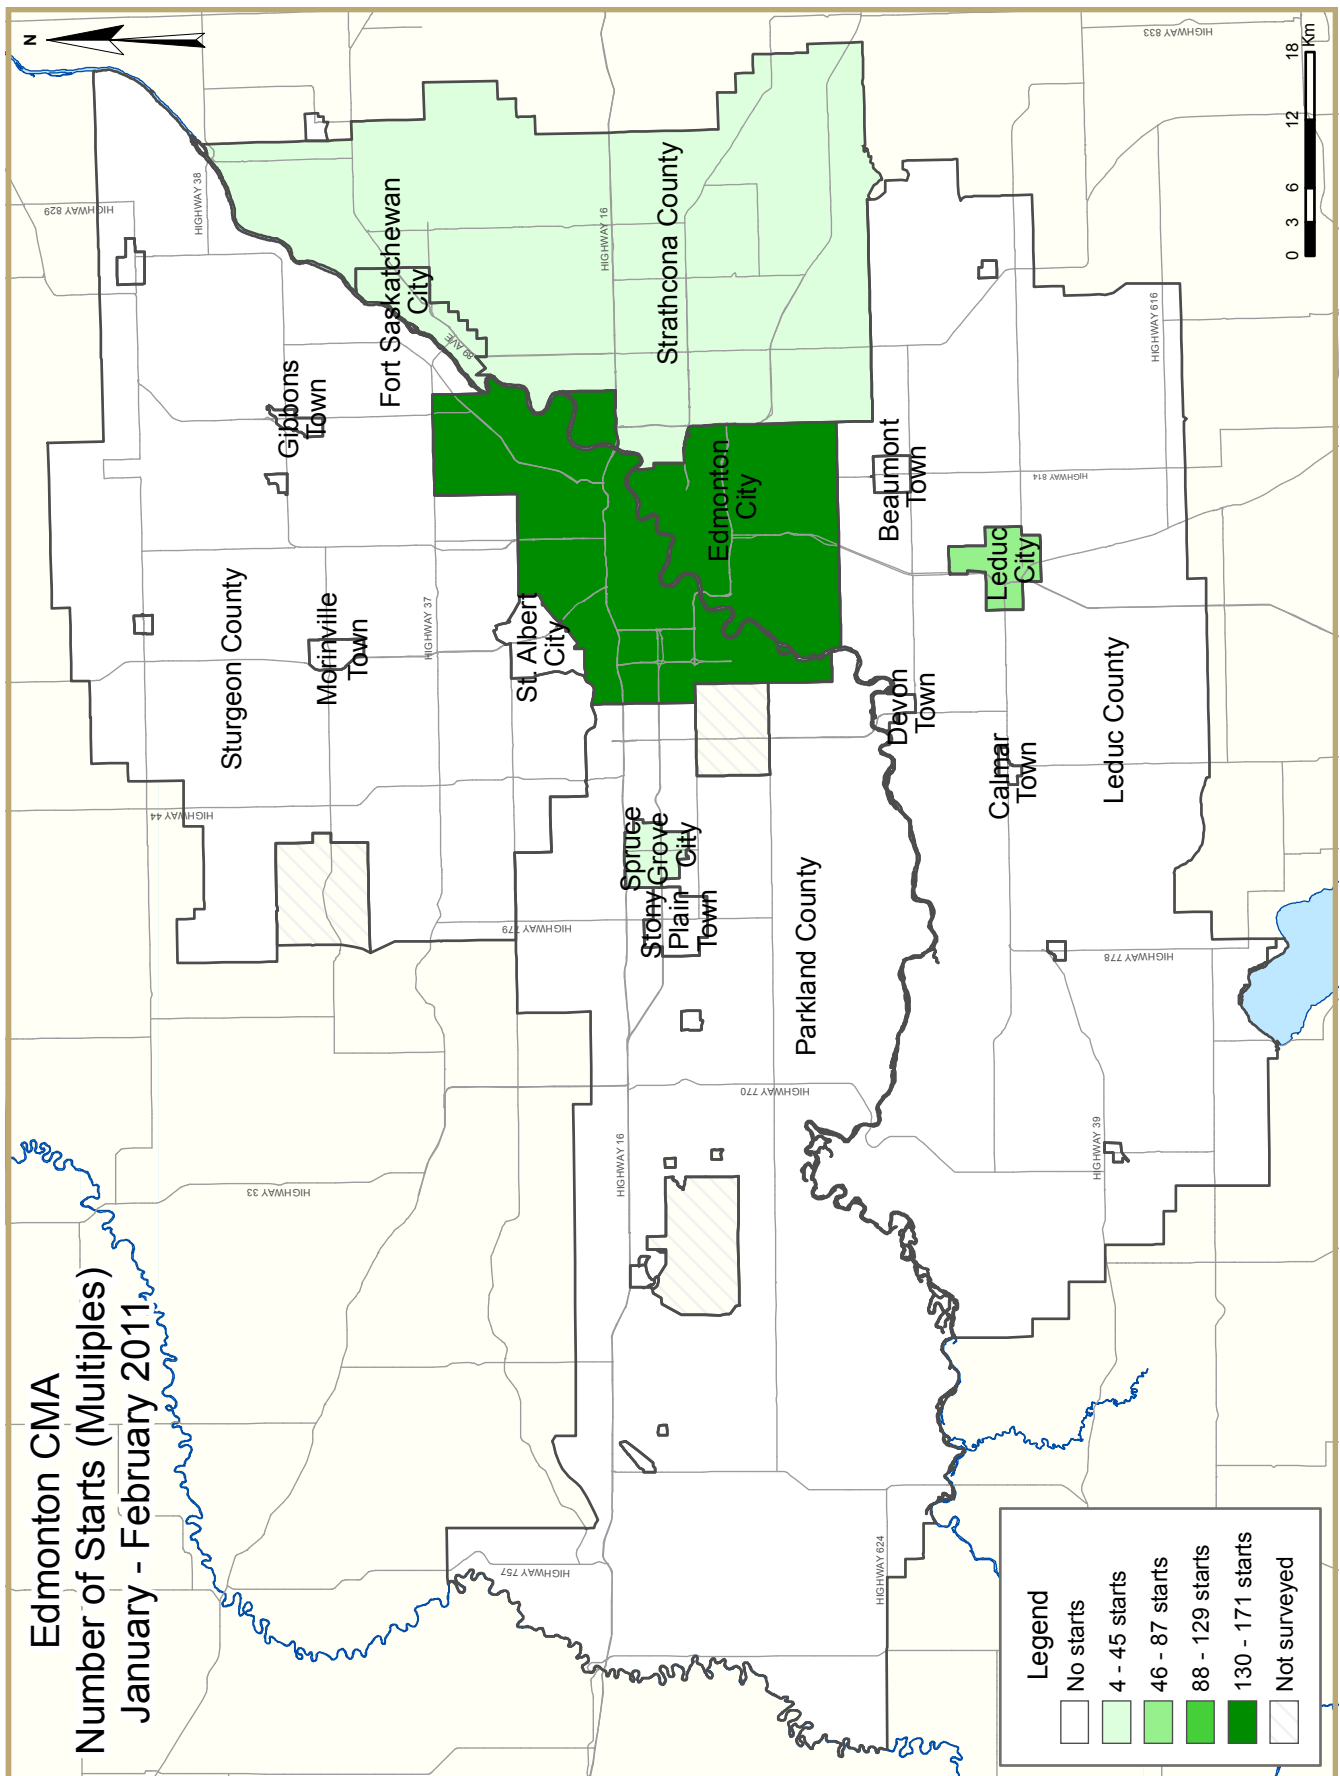 Edmonton CMA
Number of Starts (Multiples)
January - February 2011
N
HIGHWAY 757
HIGHWAY 33
HIGHWAY 44
HIGHWAY 779
HIGHWAY 829
HIGHWAY 38
HIGHWAY 833
HIGHWAY 37
HIGHWAY 16
HIGHWAY 16
HIGHWAY 770
HIGHWAY 624
HIGHWAY 39
HIGHWAY 778
HIGHWAY 814
HIGHWAY 616
89 AVE
Sturgeon County
Morinville
Town
Gibbons
Town
Fort Saskatchewan
City
St. Albert
City
Strathcona County
Edmonton
City
Spruce
Grove
City
Stony
Plain
Town
Parkland County
Devon
Town
Beaumont
Town
Leduc
City
Calmar
Town
Leduc County
Legend
No starts
4 - 45 starts
46 - 87 starts
88 - 129 starts
130 - 171 starts
Not surveyed
0 3 6 12 18
Km